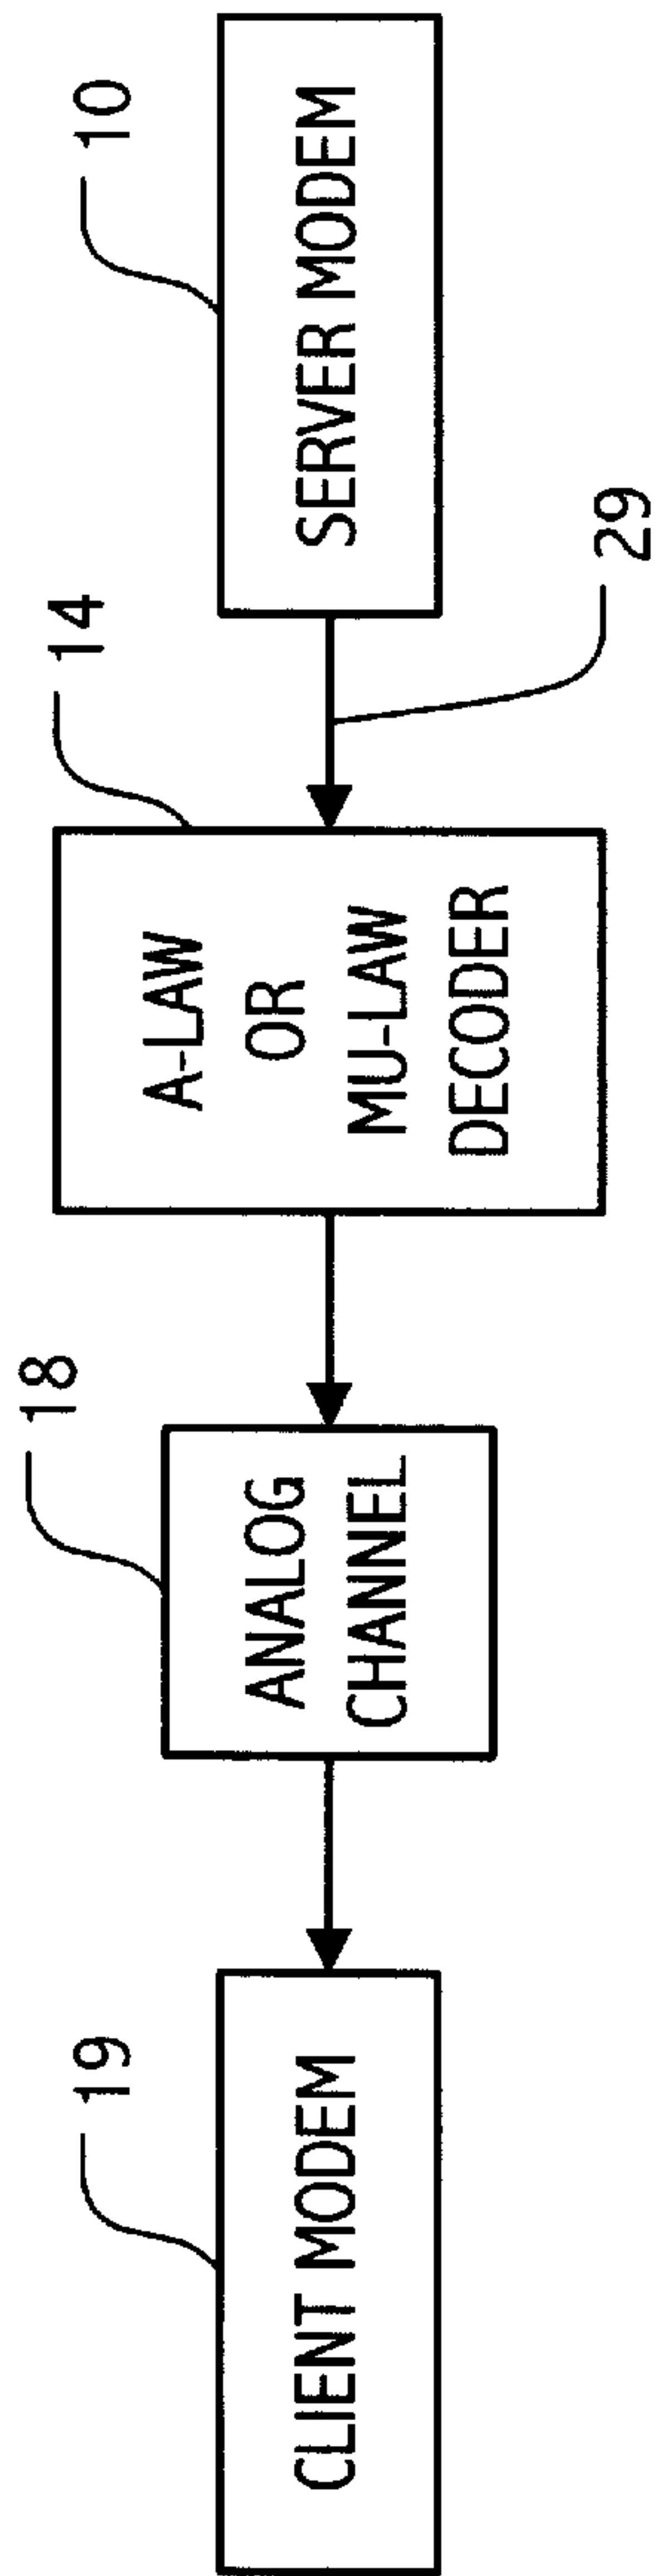 19
CLIENT MODEM
18
ANALOG
CHANNEL
14
A-LAW
OR
MU-LAW
DECODER
29
10
SERVER MODEM